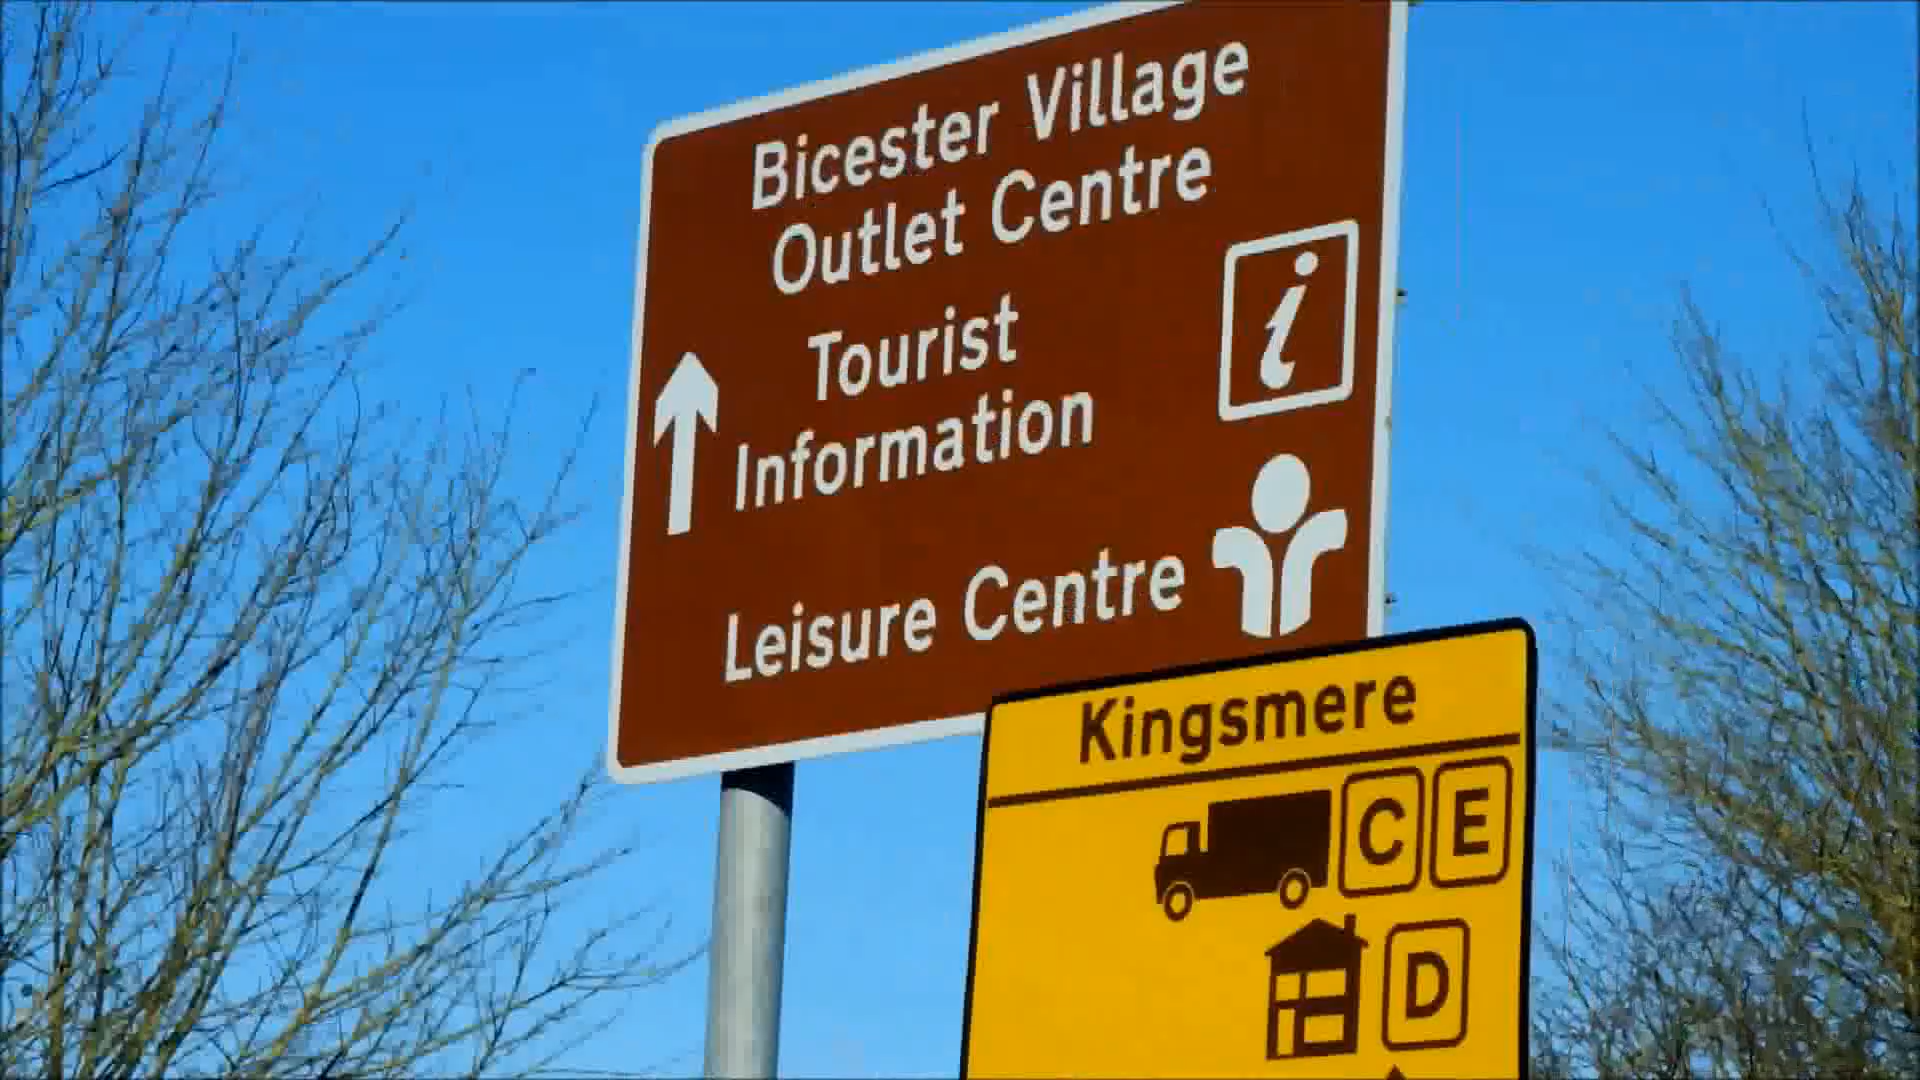 Bicester Village
Outlet Centre
Tourist
Information
i
Leisure Centre
Kingsmere
C E
D